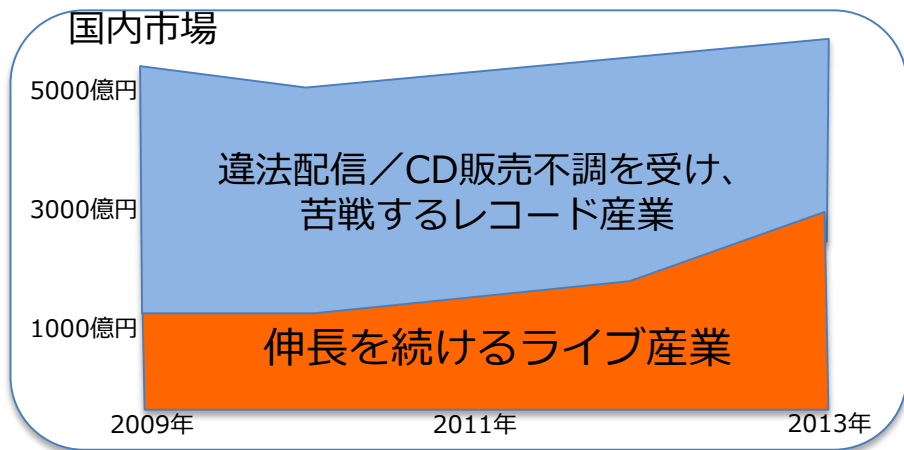 国内市場
5000億円
違法配信／CD販売不調を受け、
苦戦するレコード産業
3000億円
1000億円
伸長を続けるライブ産業
2009年
2011年
2013年